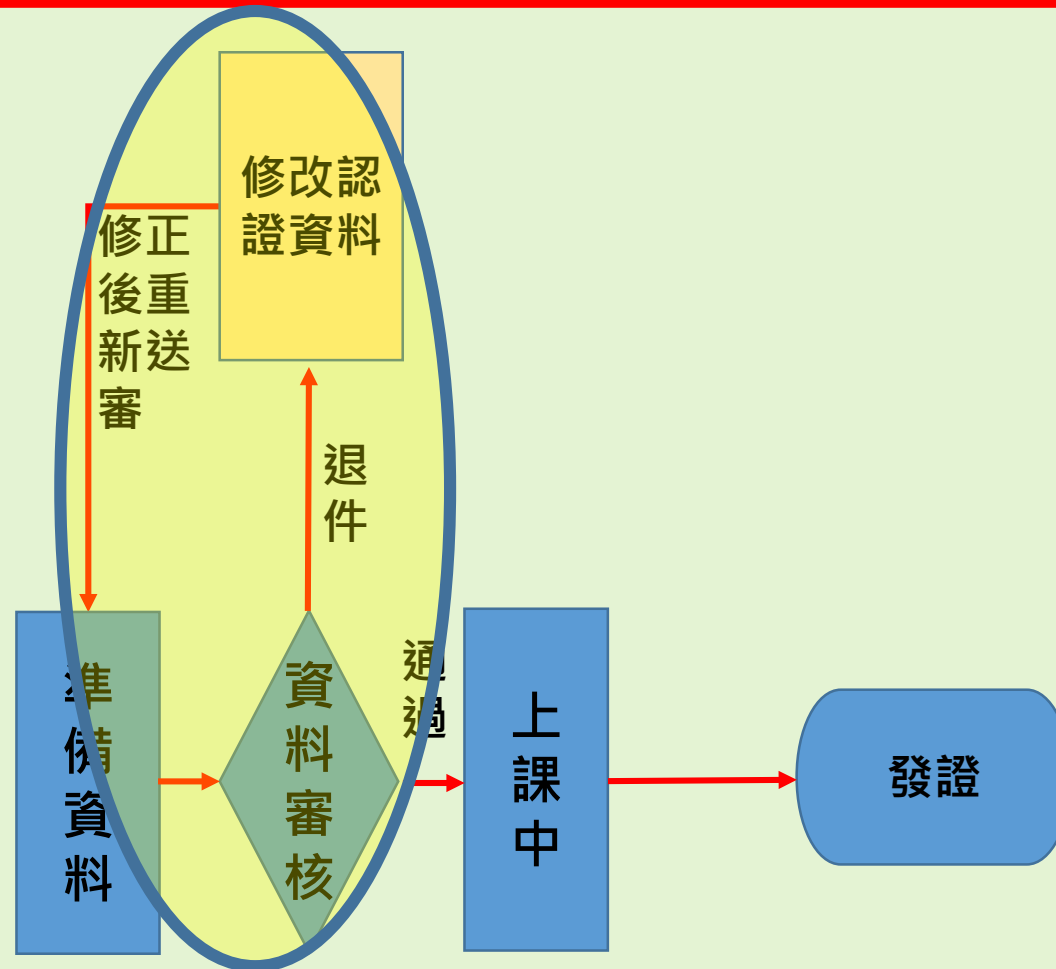 修改認
證資料
修正
後重
新送
審
退
件
通
過
準
備
資
料
資
料
審
核
上
課
中
發證